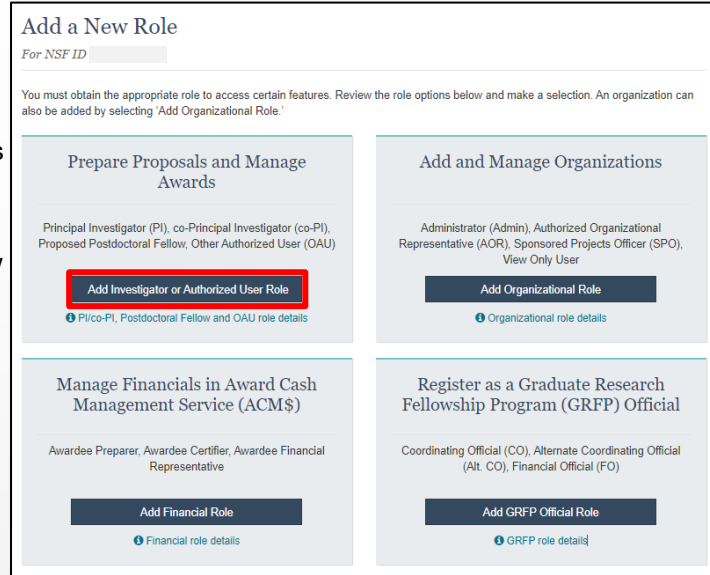 Add a New Role
For NSF ID
You must obtain the appropriate role to access certain features. Review the role options below and make a selection. An organization can
also be added by selecting 'Add Organizational Role.'
Prepare Proposals and Manage
Awards
Principal Investigator (PI), co-Principal Investigator (co-PI),
Proposed Postdoctoral Fellow, Other Authorized User (OAU)
Add Investigator or Authorized User Role
PI/co-PI, Postdoctoral Fellow and OAU role details
Add and Manage Organizations
Administrator (Admin), Authorized Organizational
Representative (AOR), Sponsored Projects Officer (SPO),
View Only User
Add Organizational Role
Organizational role details
Manage Financials in Award Cash
Management Service (ACM$)
Awardee Preparer, Awardee Certifier, Awardee Financial
Representative
Add Financial Role
Financial role details
Register as a Graduate Research
Fellowship Program (GRFP) Official
Coordinating Official (CO), Alternate Coordinating Official
(Alt. CO), Financial Official (FO)
Add GRFP Official Role
GRFP role details